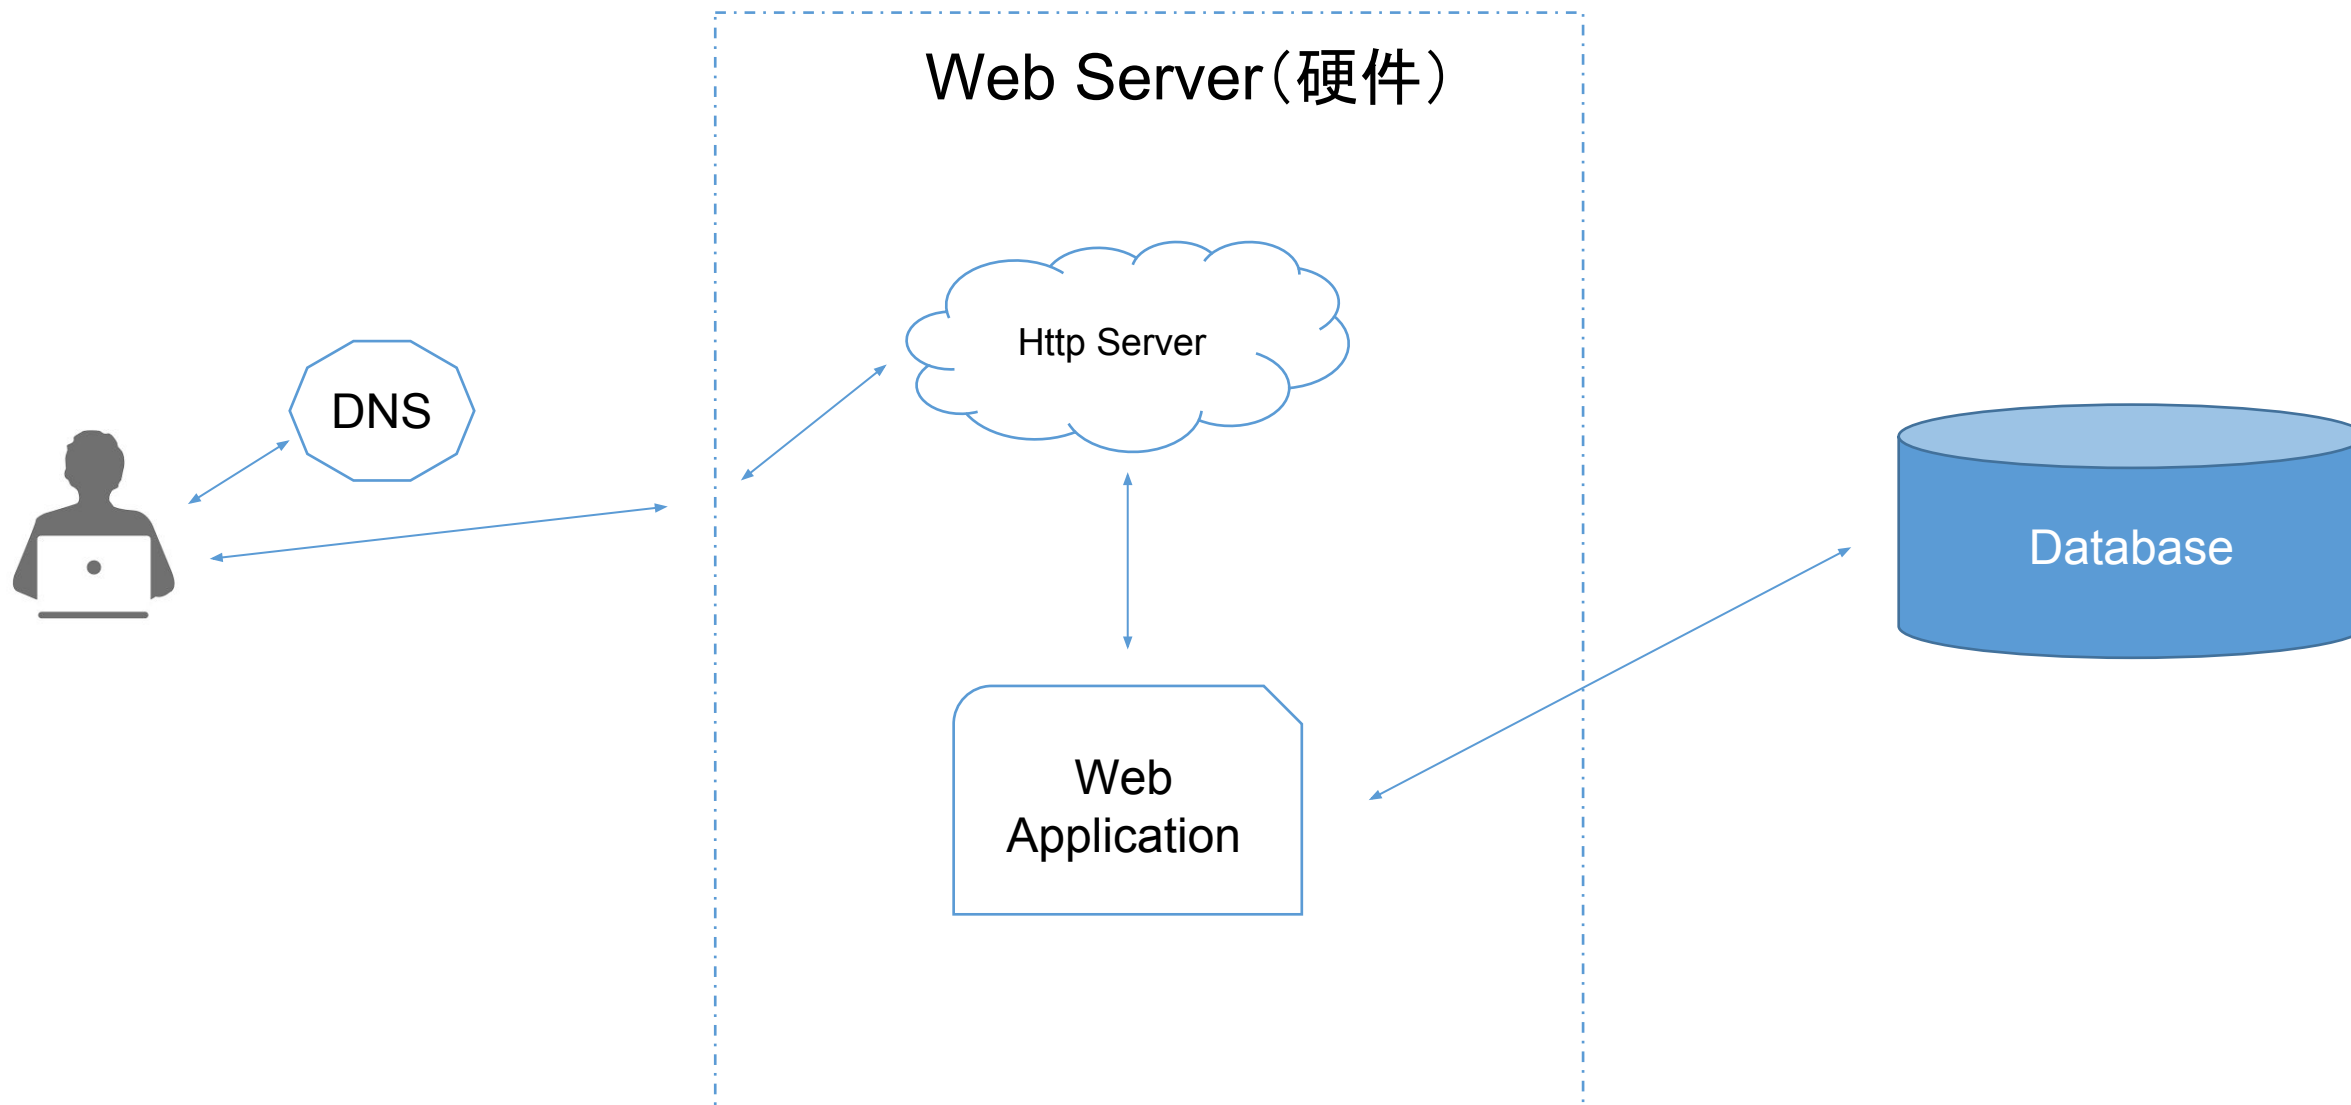 Web Server（硬件）
Http Server
DNS
Database
Web
Application